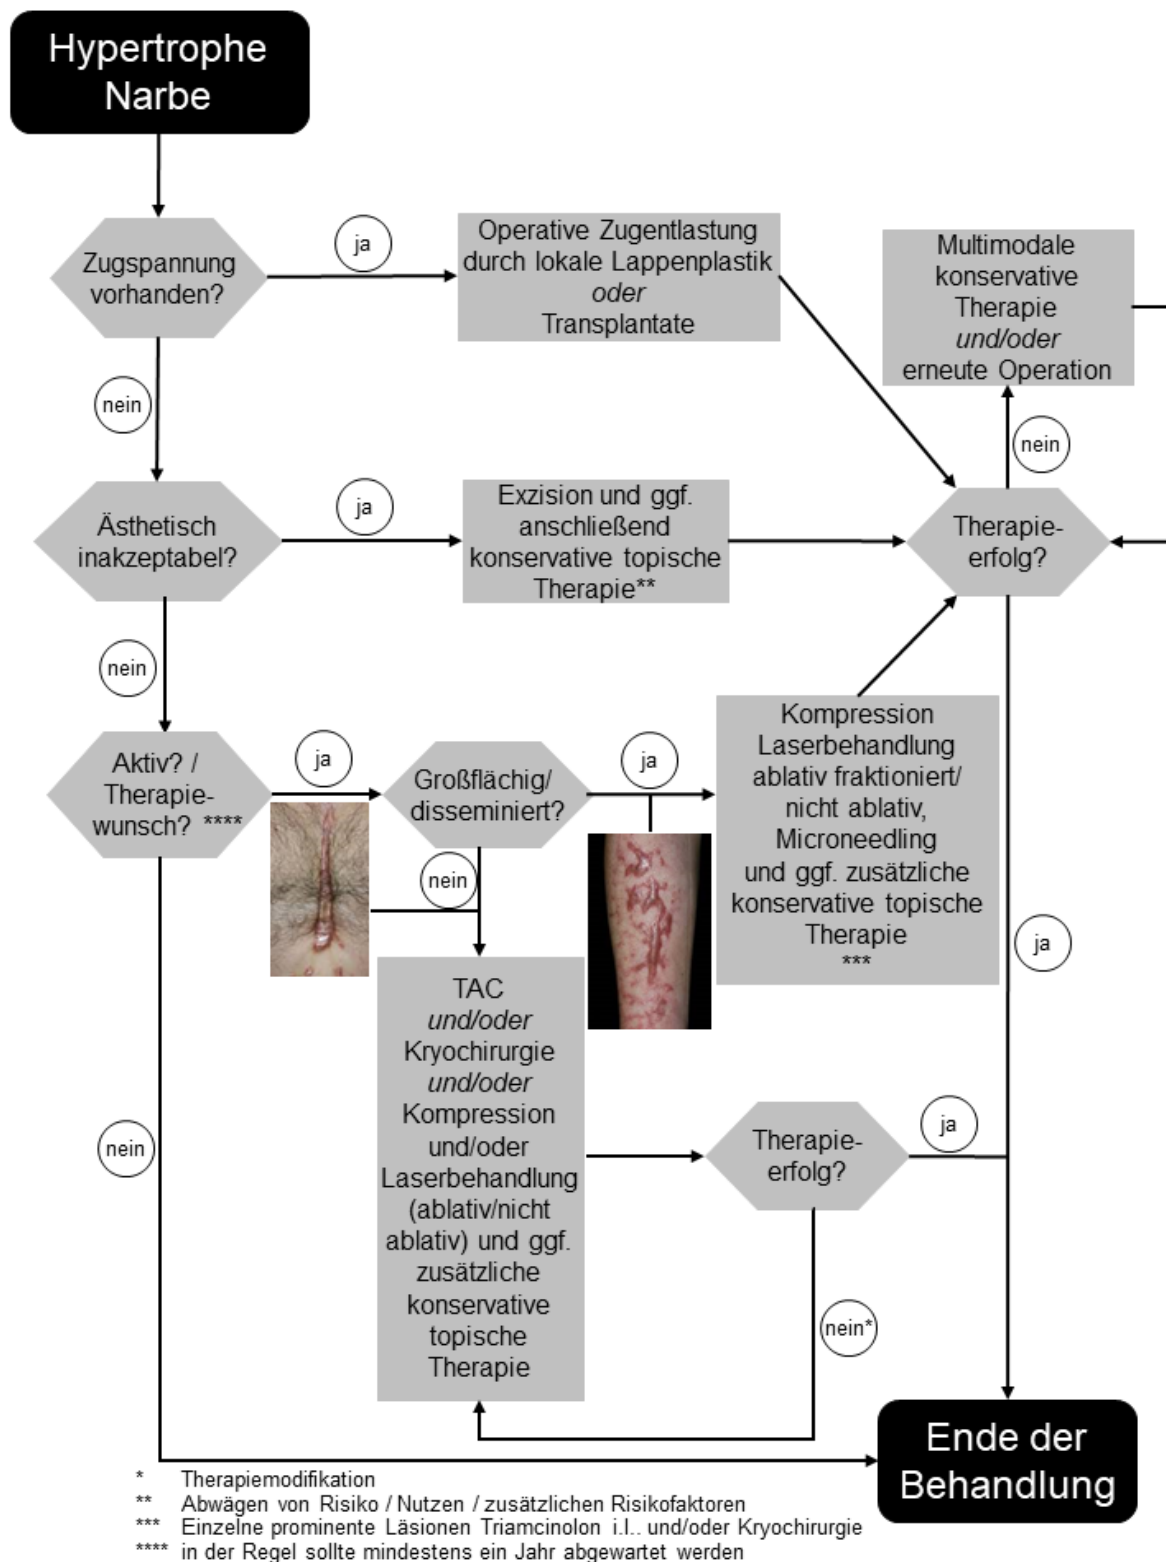 Hypertrophe
Narbe
Zugspannung
vorhanden?
ja
Operative Zugentlastung
durch lokale Lappenplastik
oder
Transplantate
Multimodale
konservative
Therapie
und/oder
erneute Operation
nein
nein
Ästhetisch
inakzeptabel?
ja
Exzision und ggf.
anschließend
konservative topische
Therapie**
Therapie-
erfolg?
nein
Aktiv? /
Therapie-
wunsch? ****
ja
Großflächig/
disseminiert?
ja
Kompression
Laserbehandlung
ablativ fraktioniert/
nicht ablativ,
Microneedling
und ggf. zusätzliche
konservative topische
Therapie
***
nein
ja
TAC
und/oder
Kryochirurgie
und/oder
Kompression
und/oder
Laserbehandlung
(ablativ/nicht
ablativ) und ggf.
zusätzliche
konservative
topische
Therapie
nein
Therapie-
erfolg?
ja
nein*
Ende der
Behandlung
* Therapiemodifikation
** Abwägen von Risiko / Nutzen / zusätzlichen Risikofaktoren
*** Einzelne prominente Läsionen Triamcinolon i.l.. und/oder Kryochirurgie
**** in der Regel sollte mindestens ein Jahr abgewartet werden